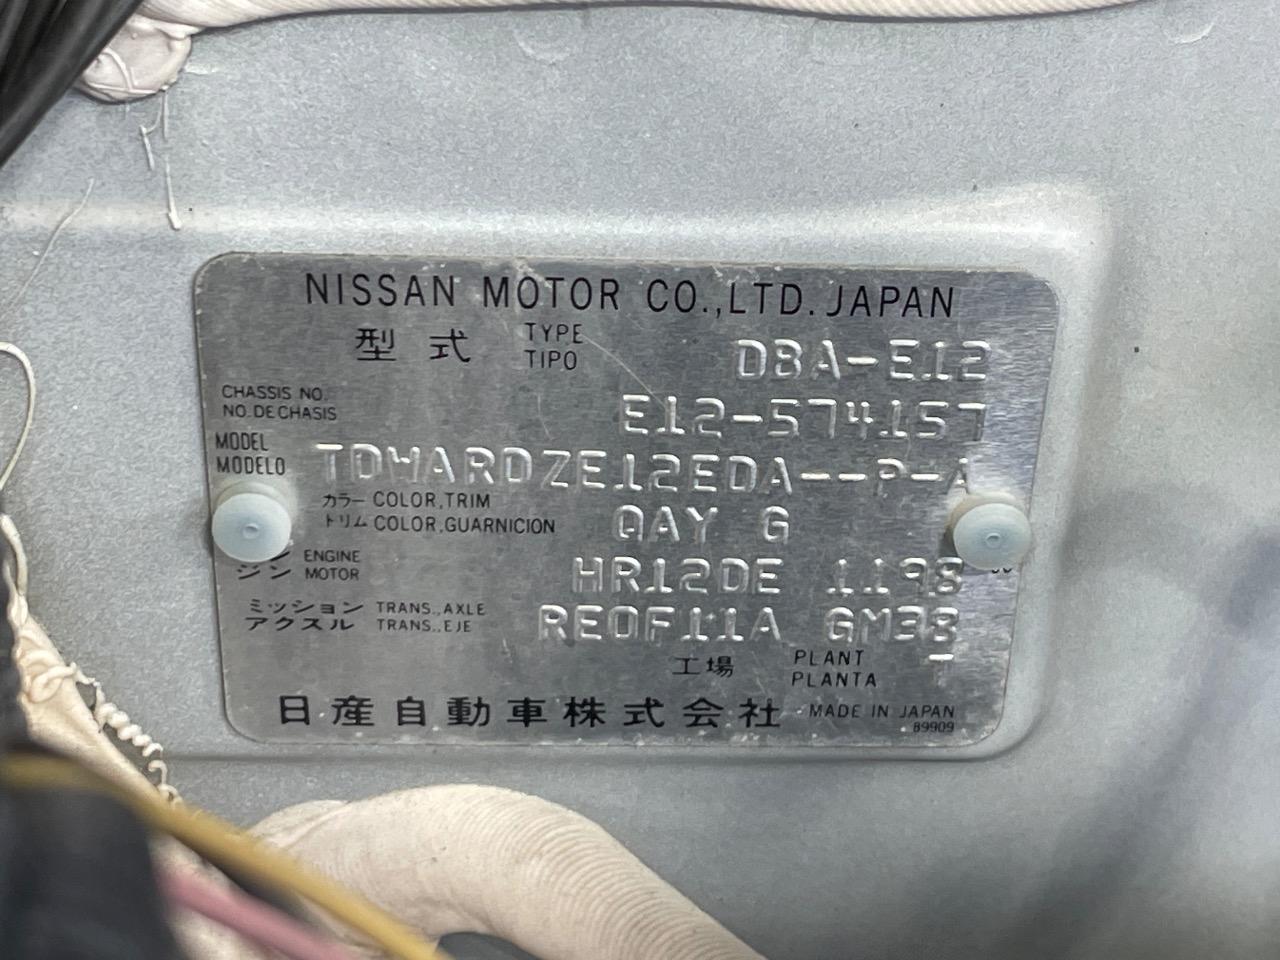 NISSAN MOTOR CO.,LTD. JAPAN
型式 TYPE TIPO DBA-E12
CHASSIS NO. NO. DE CHASIS E12-574157
MODEL MODELO TDMARDZE12EDA--P-A
カラー COLOR,TRIM
トリム COLOR,GUARNICION QAY G
ENGINE
ジン MOTOR HR12DE 1198
ミッション TRANS.,AXLE
アクスル TRANS.,EJE RE0F11A GM38
工場 PLANT PLANTA
日産自動車株式会社 MADE IN JAPAN
89909